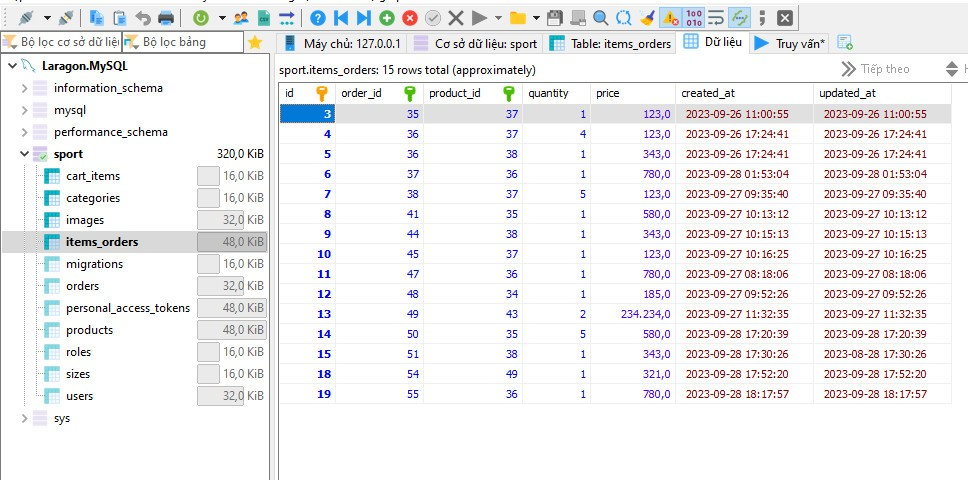 Bộ lọc cơ sở dữ liệ Bộ lọc bảng
Máy chủ: 127.0.0.1 Cơ sở dữ liệu: sport Table: items_orders Dữ liệu Truy vấn*
Laragon.MySQL
information_schema
mysql
performance_schema
sport 320,0 KiB
cart_items 16,0 KiB
categories 16,0 KiB
images 32,0 KiB
items_orders 48,0 KiB
migrations 16,0 KiB
orders 32,0 KiB
personal_access_tokens 48,0 KiB
products 48,0 KiB
roles 16,0 KiB
sizes 16,0 KiB
users 32,0 KiB
sys
sport.items_orders: 15 rows total (approximately) Tiếp theo
id order_id product_id quantity price created_at updated_at
3 35 37 1 123,0 2023-09-26 11:00:55 2023-09-26 11:00:55
4 36 37 4 123,0 2023-09-26 17:24:41 2023-09-26 17:24:41
5 36 38 1 343,0 2023-09-26 17:24:41 2023-09-26 17:24:41
6 37 36 1 780,0 2023-09-28 01:53:04 2023-09-28 01:53:04
7 38 37 5 123,0 2023-09-27 09:35:40 2023-09-27 09:35:40
8 41 35 1 580,0 2023-09-27 10:13:12 2023-09-27 10:13:12
9 44 38 1 343,0 2023-09-27 10:15:13 2023-09-27 10:15:13
10 45 37 1 123,0 2023-09-27 10:16:25 2023-09-27 10:16:25
11 47 36 1 780,0 2023-09-27 08:18:06 2023-09-27 08:18:06
12 48 34 1 185,0 2023-09-27 09:52:26 2023-09-27 09:52:26
13 49 43 2 234.234,0 2023-09-27 11:32:35 2023-09-27 11:32:35
14 50 35 5 580,0 2023-09-28 17:20:39 2023-09-28 17:20:39
15 51 38 1 343,0 2023-09-28 17:30:26 2023-08-28 17:30:26
18 54 49 1 321,0 2023-09-28 17:52:20 2023-09-28 17:52:20
19 55 36 1 780,0 2023-09-28 18:17:57 2023-09-28 18:17:57